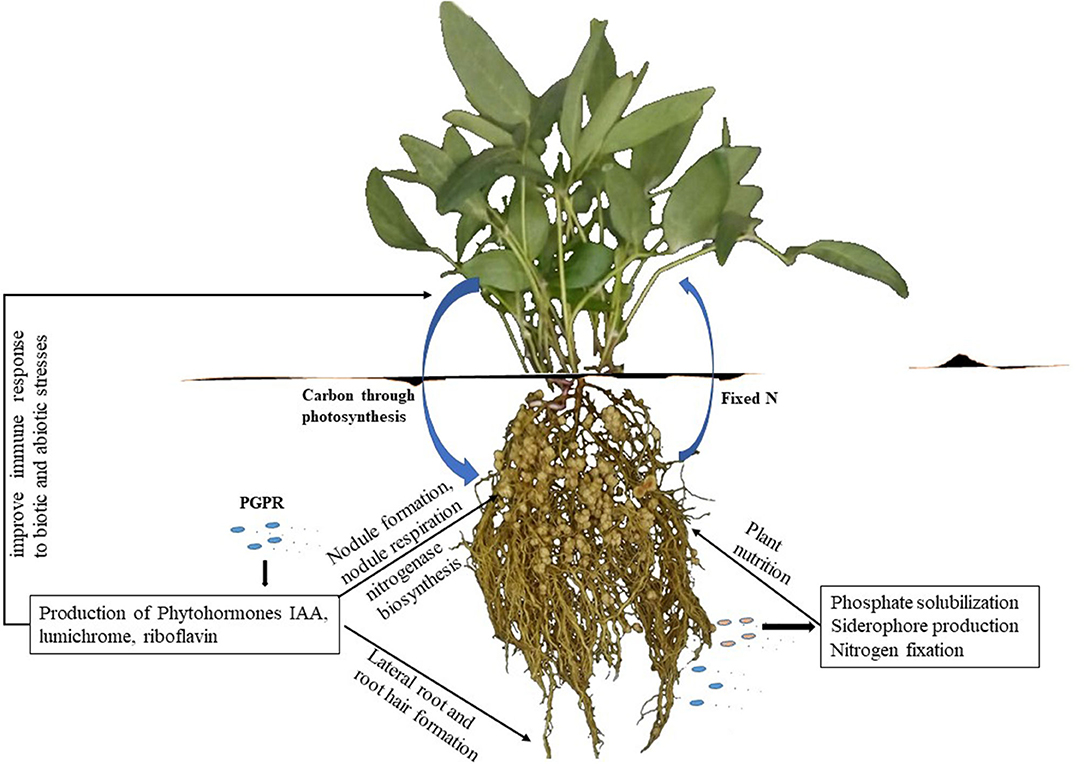 improve immune response
to biotic and abiotic stresses
Carbon through
photosynthesis
Fixed N
PGPR
Nodule formation,
nodule respiration
nitrogenase
biosynthesis
Plant
nutrition
Production of Phytohormones IAA,
lumichrome, riboflavin
Phosphate solubilization
Siderophore production
Nitrogen fixation
Lateral root and
root hair formation